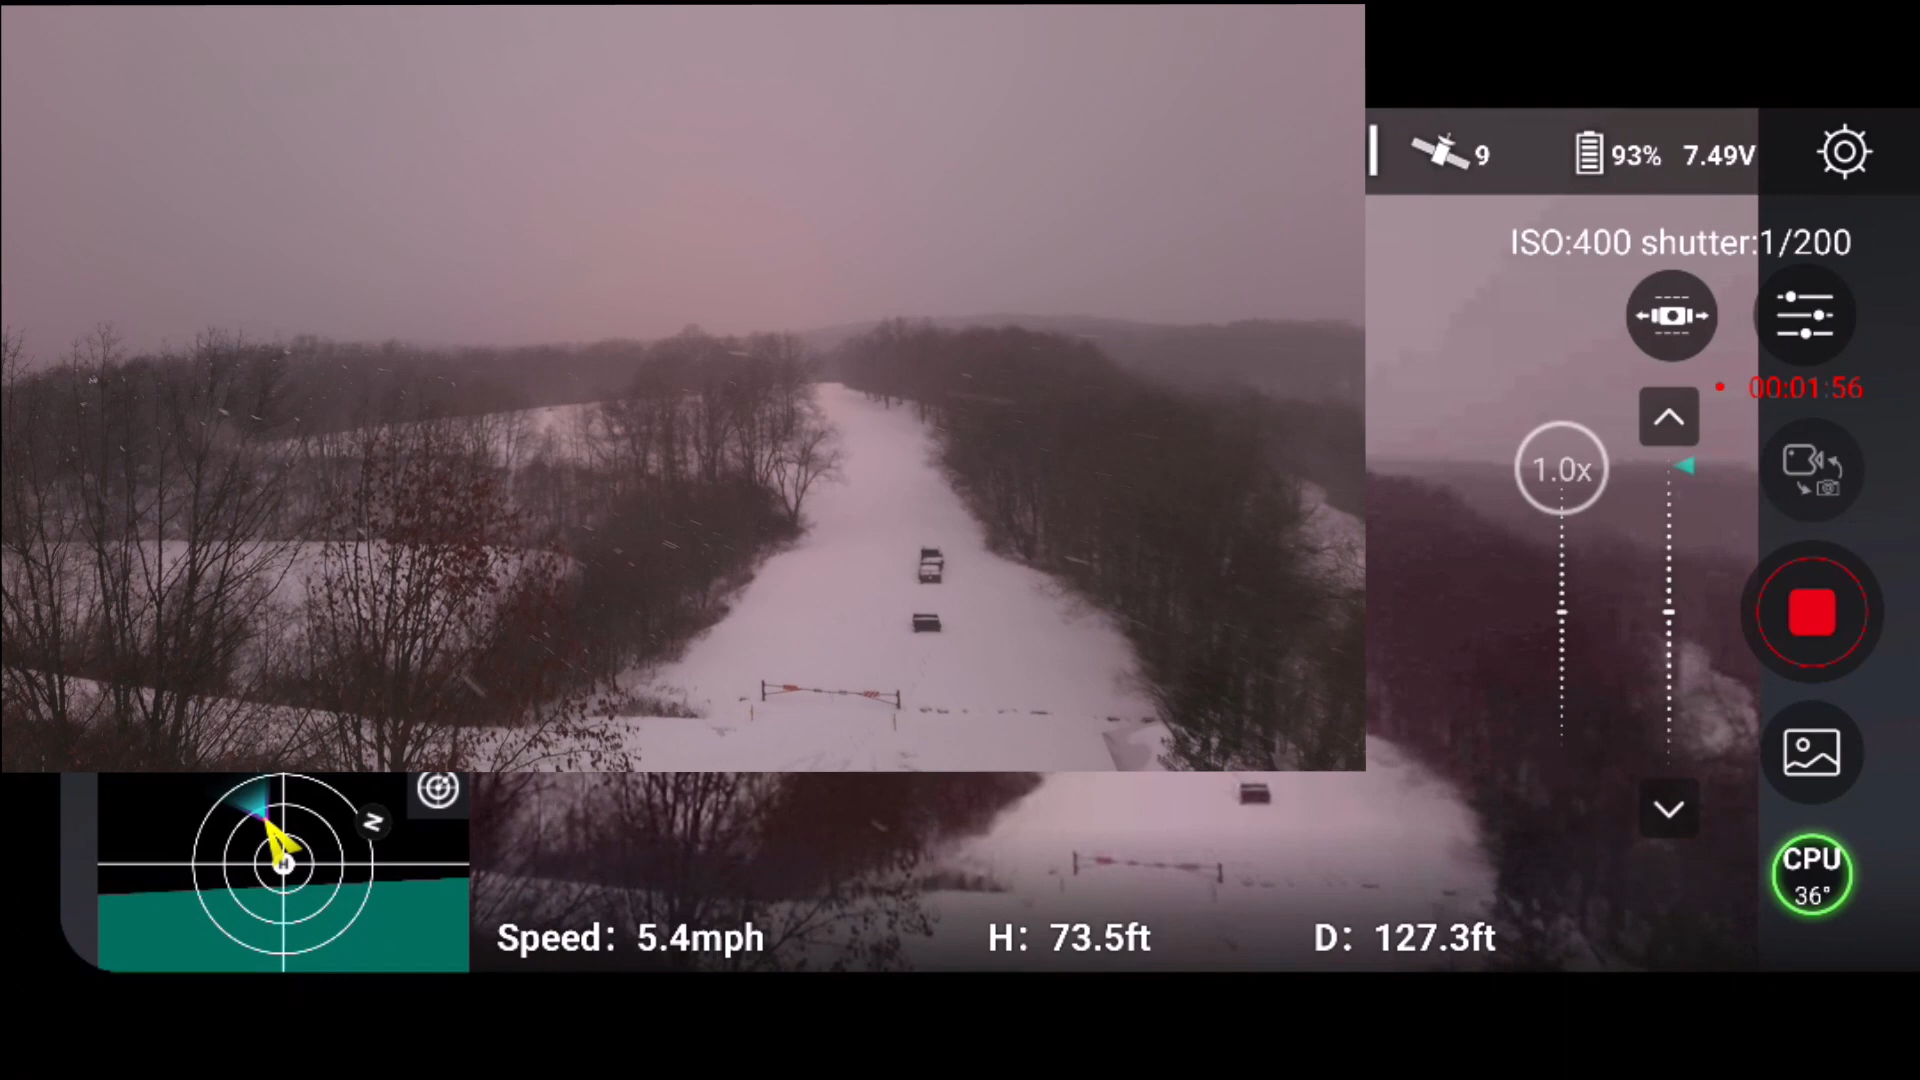 9
93% 7.49V
ISO:400 shutter:1/200
00:01:56
1.0x
N
H
CPU
36°
Speed: 5.4mph H: 73.5ft D: 127.3ft